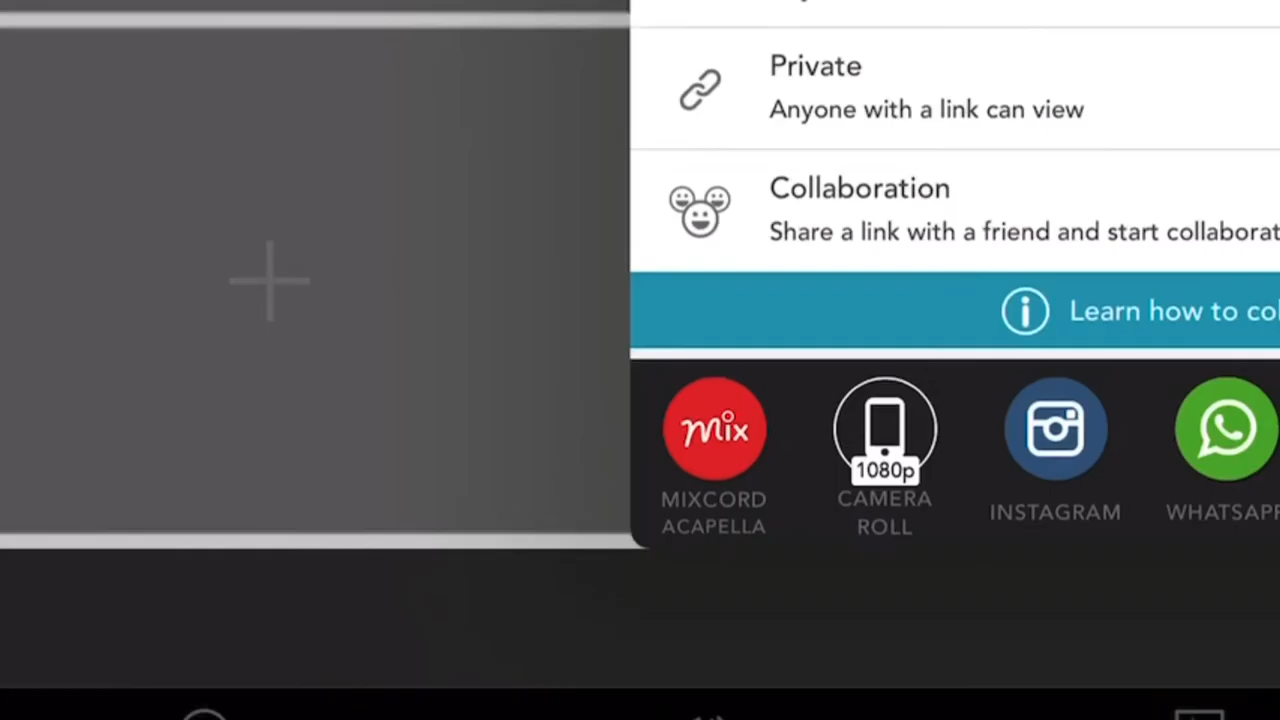 Private
Anyone with a link can view
Collaboration
Share a link with a friend and start collaborat
Learn how to col
mix
1080p
MIXCORD
ACAPELLA
CAMERA
ROLL
INSTAGRAM
WHATSAPP